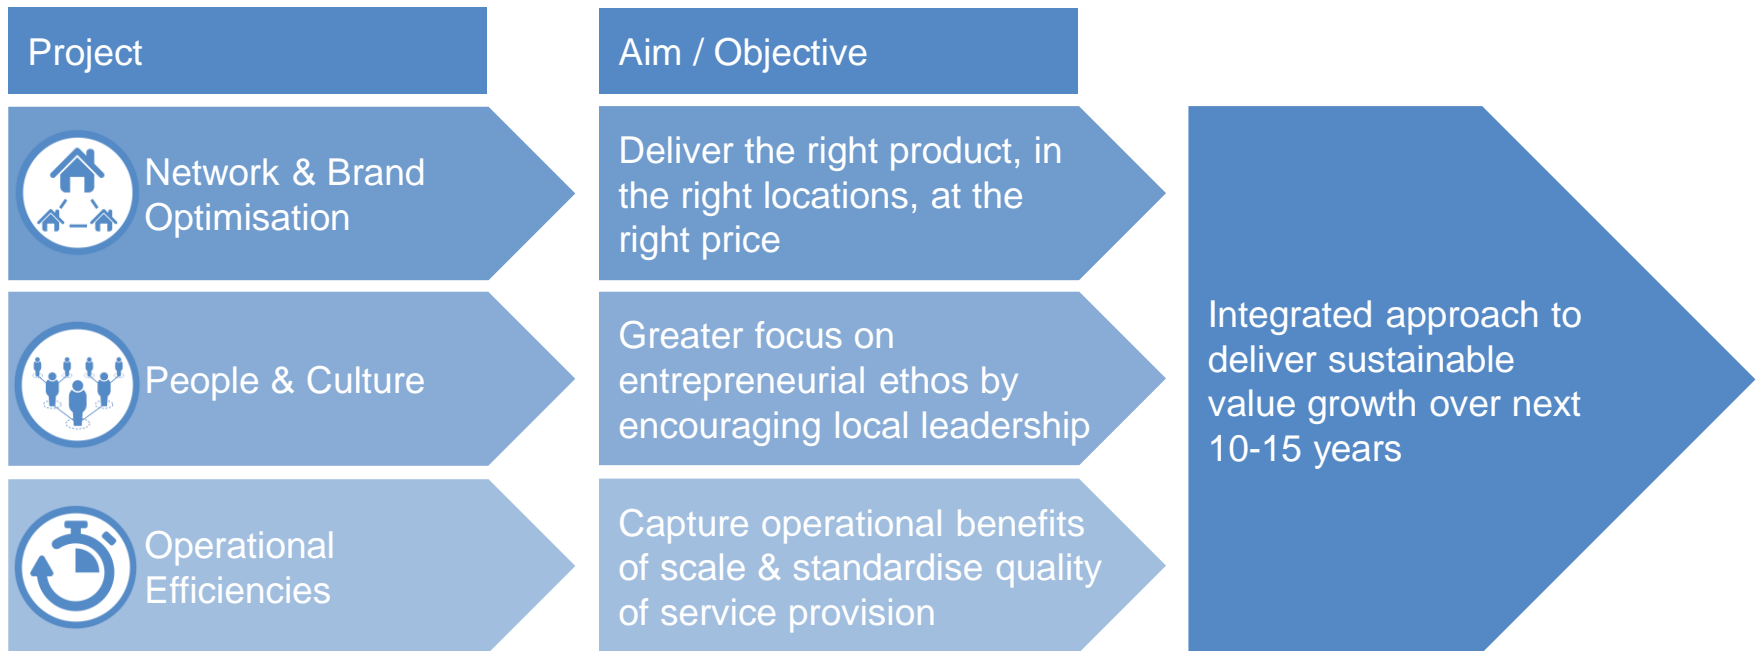 Project
Aim / Objective
Network & Brand
Optimisation
Deliver the right product, in
the right locations, at the
right price
People & Culture
Greater focus on
entrepreneurial ethos by
encouraging local leadership
Operational
Efficiencies
Capture operational benefits
of scale & standardise quality
of service provision
Integrated approach to
deliver sustainable
value growth over next
10-15 years